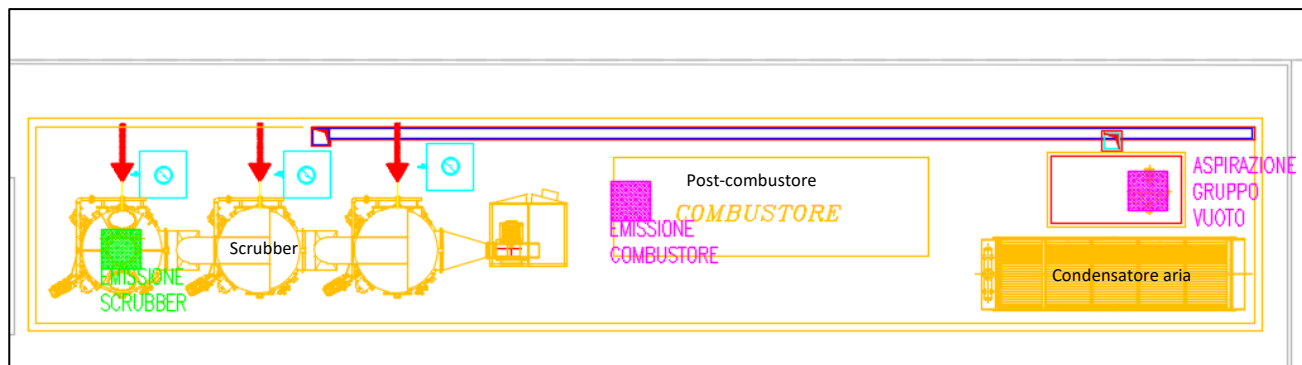 EMISSIONE
SCRUBBER
Scrubber
EMISSIONE
COMBUSTORE
Post-combustore
COMBUSTORE
ASPIRAZIONE
GRUPPO
VUOTO
Condensatore aria